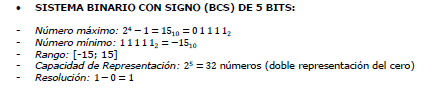 • SISTEMA BINARIO CON SIGNO (BCS) DE 5 BITS:
- Número máximo: 2⁴ − 1 = 15₁₀ = 0 1 1 1 1₂
- Número mínimo: 1 1 1 1 1₂ = −15₁₀
- Rango: [-15; 15]
- Capacidad de Representación: 2⁵ = 32 números (doble representación del cero)
- Resolución: 1 − 0 = 1